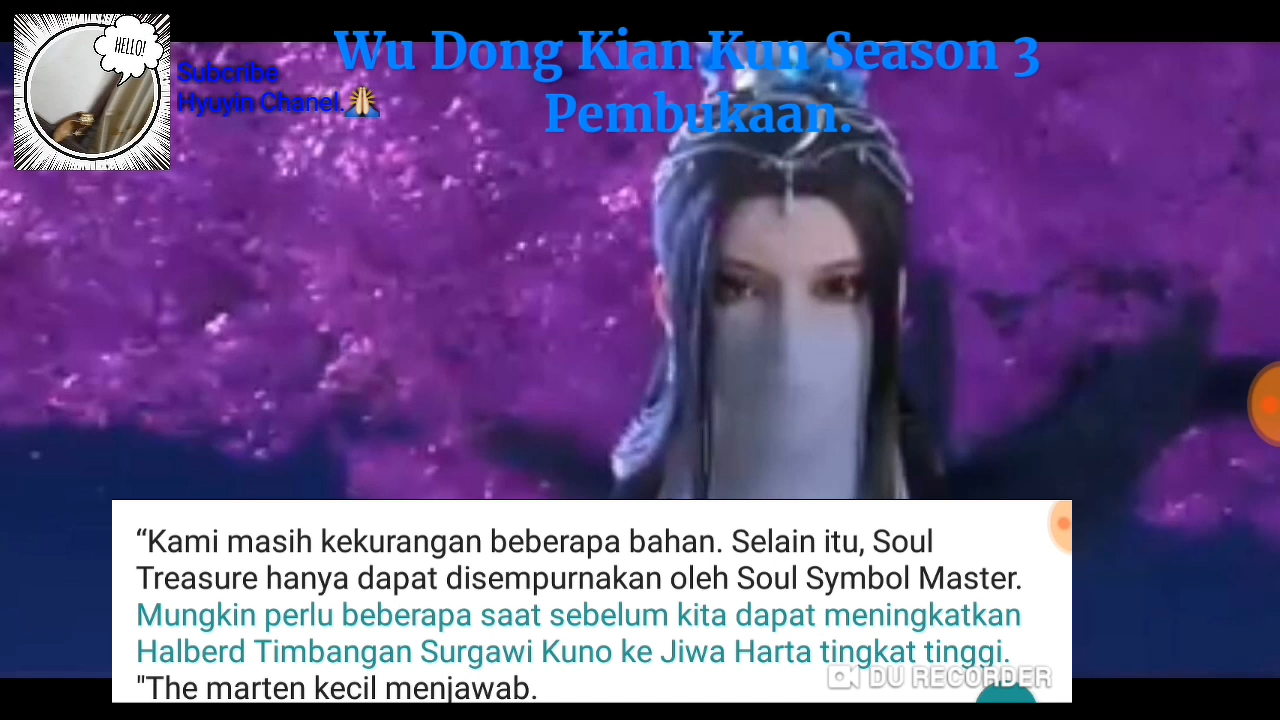 HELLO!
Subcribe
Hyuyin Chanel.🙏
Wu Dong Kian Kun Season 3
Pembukaan.
“Kami masih kekurangan beberapa bahan. Selain itu, Soul
Treasure hanya dapat disempurnakan oleh Soul Symbol Master.
Mungkin perlu beberapa saat sebelum kita dapat meningkatkan
Halberd Timbangan Surgawi Kuno ke Jiwa Harta tingkat tinggi.
"The marten kecil menjawab.
DU RECORDER